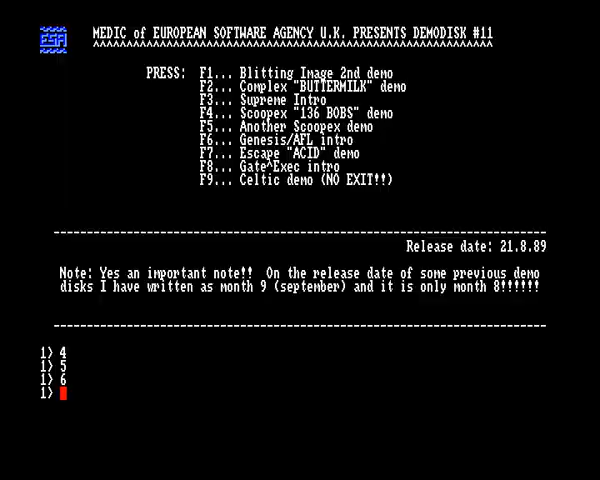 ESA
MEDIC of EUROPEAN SOFTWARE AGENCY U.K. PRESENTS DEMODISK #11
^^^^^^^^^^^^^^^^^^^^^^^^^^^^^^^^^^^^^^^^^^^^^^^^^^^^^^^^^^^^
PRESS: F1... Blitting Image 2nd demo
F2... Complex "BUTTERMILK" demo
F3... Supreme Intro
F4... Scoopex "136 BOBS" demo
F5... Another Scoopex demo
F6... Genesis/AFL intro
F7... Escape "ACID" demo
F8... Gate^Exec intro
F9... Celtic demo (NO EXIT!!)
Release date: 21.8.89
Note: Yes an important note!! On the release date of some previous demo
disks I have written as month 9 (september) and it is only month 8!!!!!!
1> 4
1> 5
1> 6
1>